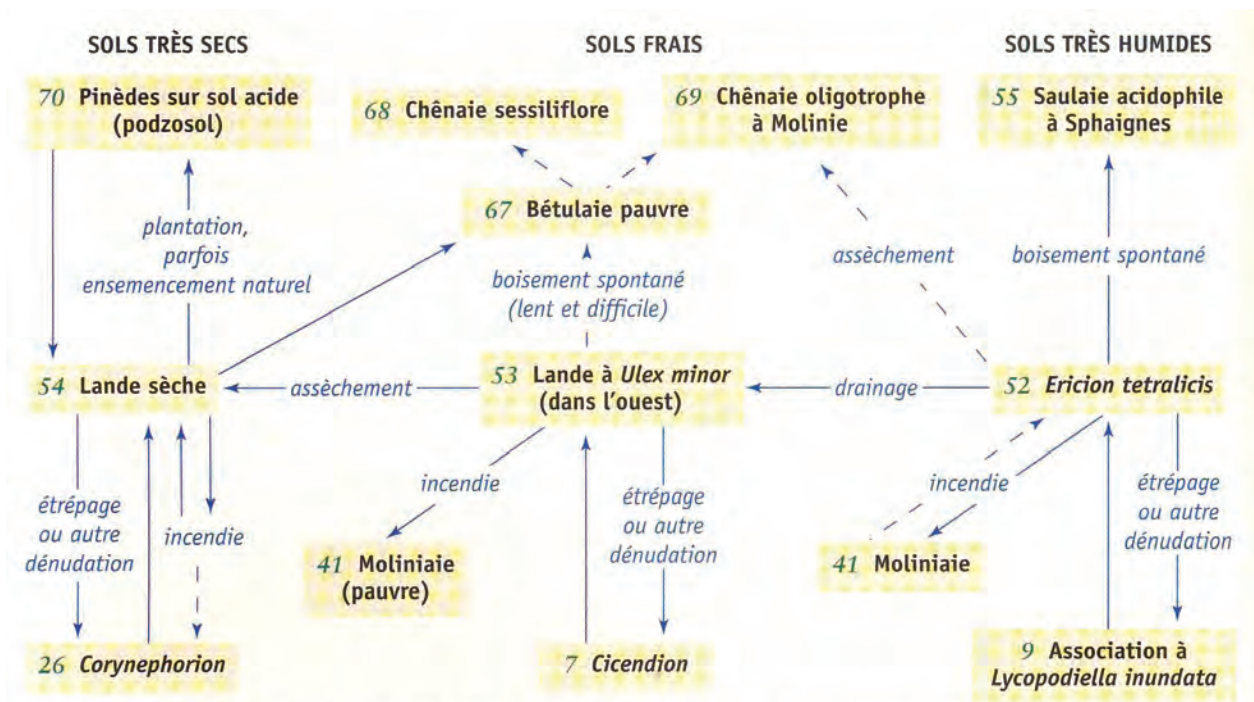 SOLS TRÈS SECS
SOLS FRAIS
SOLS TRÈS HUMIDES
70 Pinèdes sur sol acide
(podzosol)
68 Chênaie sessiliflore
69 Chênaie oligotrophe
à Molinie
55 Saulaie acidophile
à Sphaignes
67 Bétulaie pauvre
plantation,
parfois
ensemencement naturel
boisement spontané
(lent et difficile)
assèchement
boisement spontané
54 Lande sèche
assèchement
53 Lande à Ulex minor
(dans l'ouest)
drainage
52 Ericion tetralicis
étrépage
ou autre
dénudation
incendie
incendie
étrépage
ou autre
dénudation
incendie
étrépage
ou autre
dénudation
41 Moliniaie
(pauvre)
41 Moliniaie
26 Corynephorion
7 Cicendion
9 Association à
Lycopodiella inundata